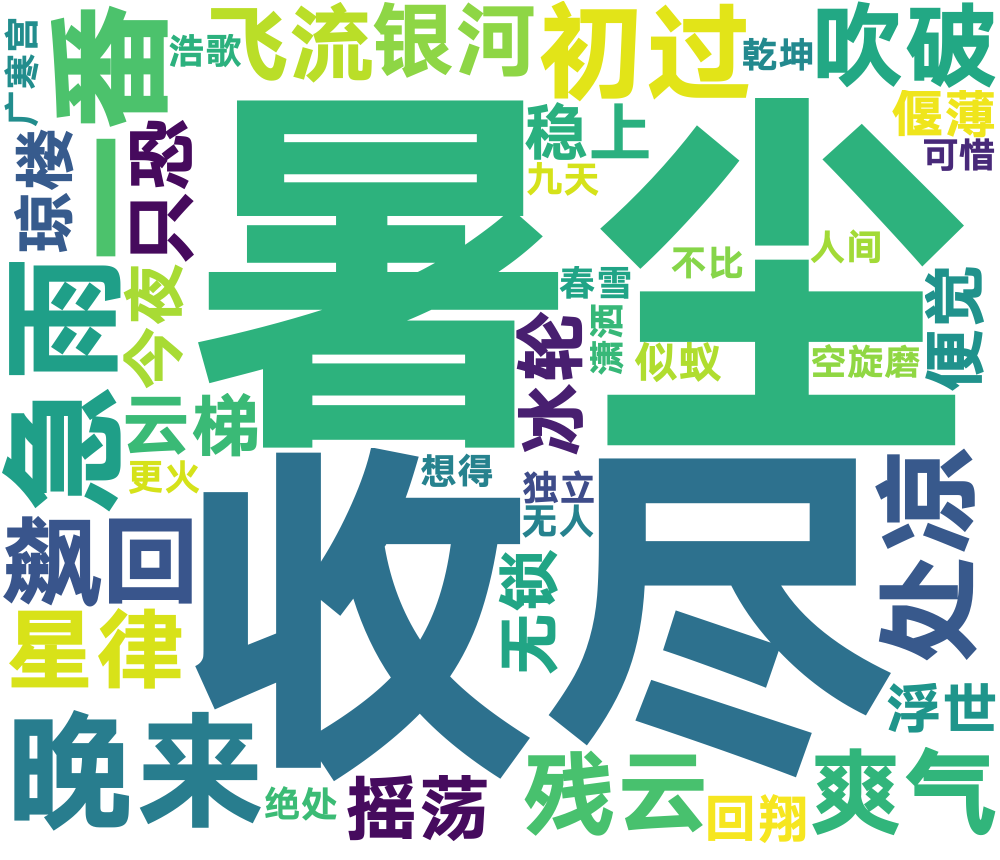 广寒宫
番
浩歌
飞流
银河
初过
乾坤
吹破
偃薄
可惜
琼楼
一
只恐
暑尘
稳上
九天
不比
人间
春雪
潇洒
似蚁
空旋磨
便觉
雨
今夜
冰轮
急
云梯
更火
收尽
想得
独立
无人
处凉
飙回
无锁
星律
浮世
晚来
绝处
摇荡
残云
回翔
爽气